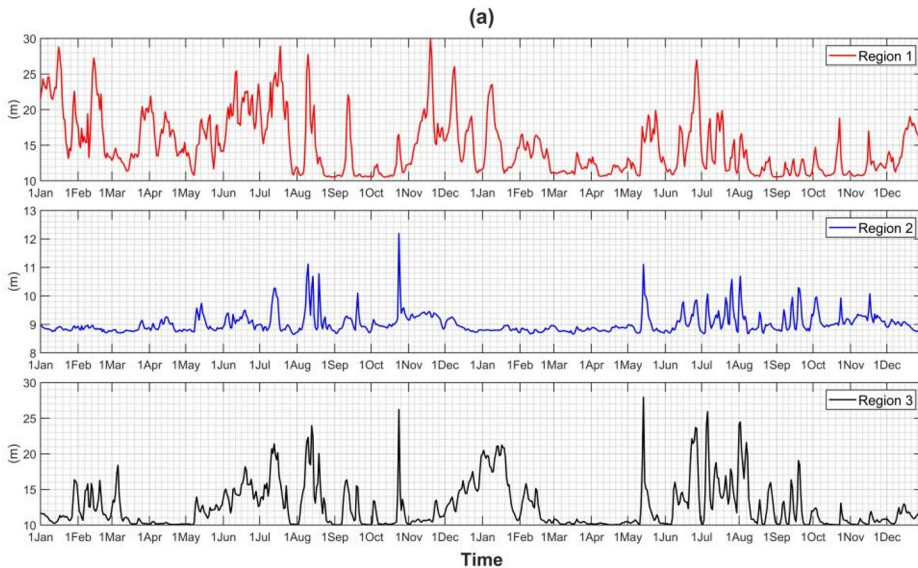 (a)
30
25
20
15
10
(m)
Region 1
1Jan 1Feb 1Mar 1Apr 1May 1Jun 1Jul 1Aug 1Sep 1Oct 1Nov 1Dec 1Jan 1Feb 1Mar 1Apr 1May 1Jun 1Jul 1Aug 1Sep 1Oct 1Nov 1Dec
13
12
11
10
9
8
(m)
Region 2
1Jan 1Feb 1Mar 1Apr 1May 1Jun 1Jul 1Aug 1Sep 1Oct 1Nov 1Dec 1Jan 1Feb 1Mar 1Apr 1May 1Jun 1Jul 1Aug 1Sep 1Oct 1Nov 1Dec
30
25
20
15
10
(m)
Region 3
1Jan 1Feb 1Mar 1Apr 1May 1Jun 1Jul 1Aug 1Sep 1Oct 1Nov 1Dec 1Jan 1Feb 1Mar 1Apr 1May 1Jun 1Jul 1Aug 1Sep 1Oct 1Nov 1Dec
Time